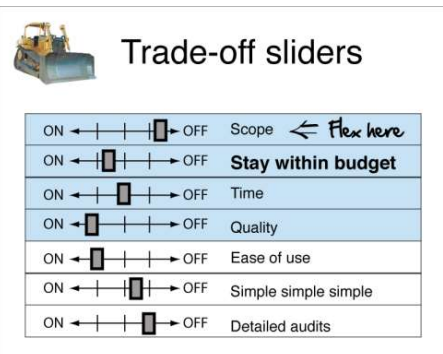 Trade-off sliders
ON OFF Scope Flex here
ON OFF Stay within budget
ON OFF Time
ON OFF Quality
ON OFF Ease of use
ON OFF Simple simple simple
ON OFF Detailed audits